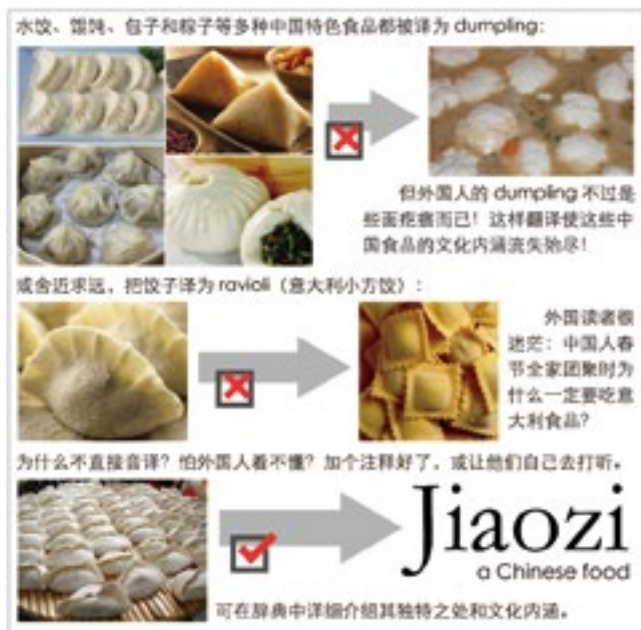 水饺、馄饨、包子和粽子等多种中国特色食品都被译为 dumpling:
但外国人的 dumpling 不过是
些面疙瘩而已！这样翻译使这些中
国食品的文化内涵流失殆尽！
或舍近求远，把饺子译为 ravioli（意大利小方饺）:
外国读者很
迷茫：中国人春
节全家团聚时为
什么一定要吃意
大利食品？
为什么不直接音译？怕外国人看不懂？加个注释好了，或让他们自己去打听。
Jiaozi
a Chinese food
可在辞典中详细介绍其独特之处和文化内涵。